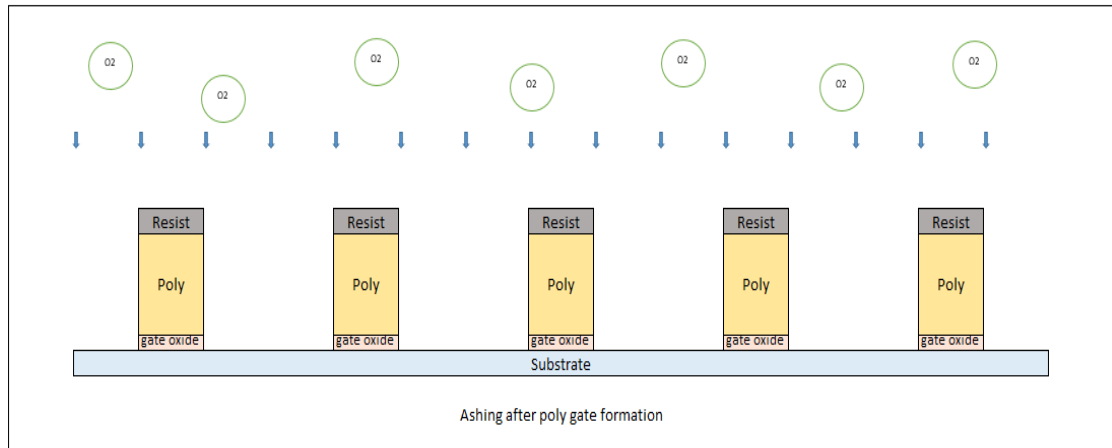 O2
O2
O2
O2
O2
O2
O2
Resist Resist Resist Resist Resist
Poly Poly Poly Poly Poly
gate oxide gate oxide gate oxide gate oxide gate oxide
Substrate
Ashing after poly gate formation